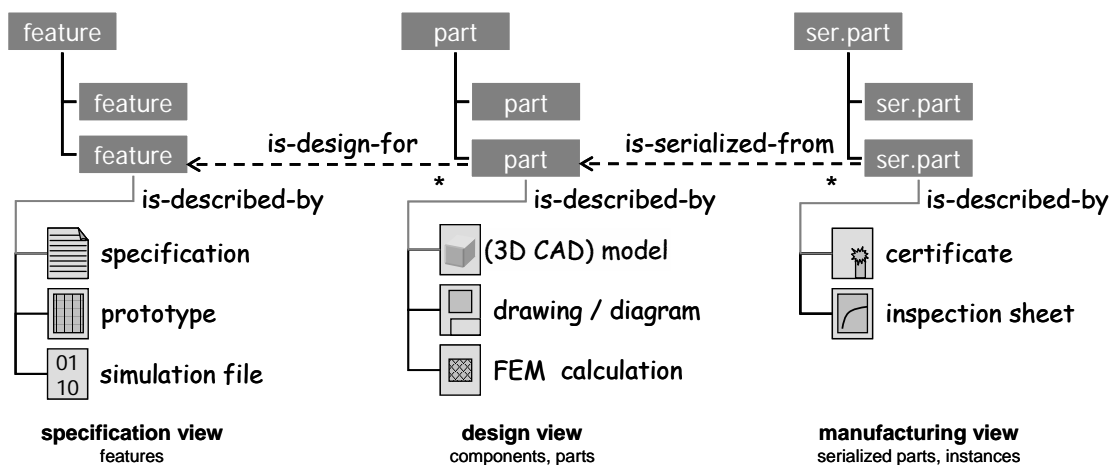 feature
feature
feature
is-described-by
specification
prototype
01
10
simulation file
specification view
features
is-design-for
*
part
part
part
is-described-by
(3D CAD) model
drawing / diagram
FEM calculation
design view
components, parts
is-serialized-from
*
ser.part
ser.part
ser.part
is-described-by
certificate
inspection sheet
manufacturing view
serialized parts, instances